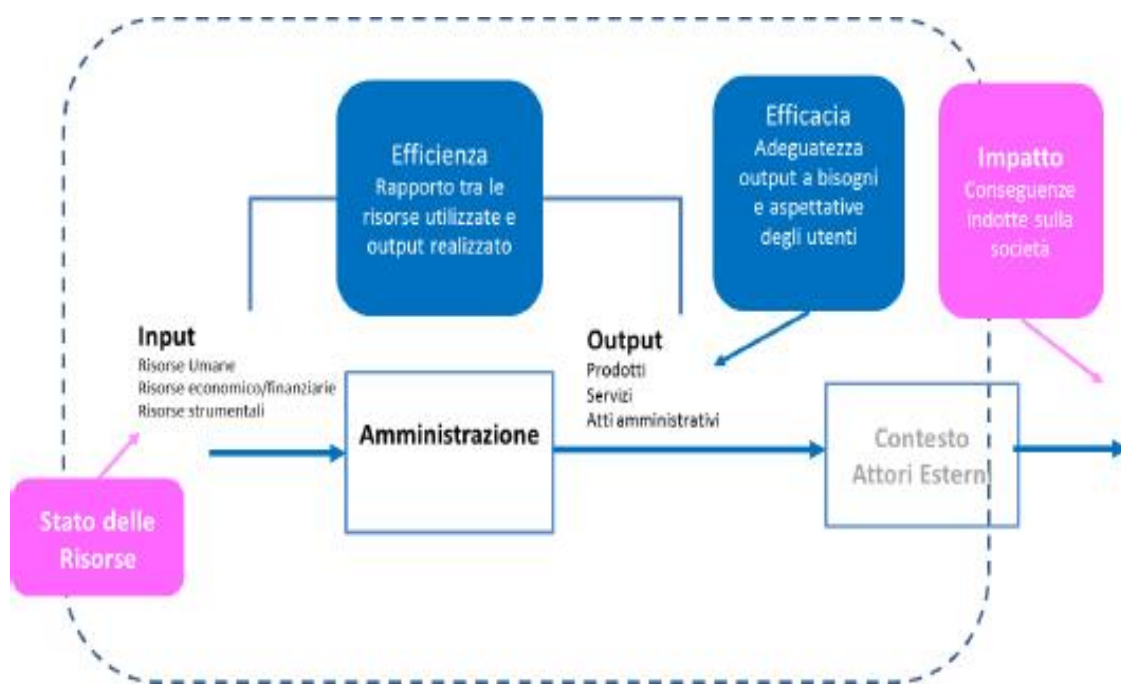 Efficienza
Rapporto tra le
risorse utilizzate e
output realizzato
Efficacia
Adeguatezza
output a bisogni
e aspettative
degli utenti
Impatto
Conseguenze
indotte sulla
società
Input
Risorse Umane
Risorse economico/finanziarie
Risorse strumentali
Output
Prodotti
Servizi
Atti amministrativi
Amministrazione
Contesto
Attori Esterni
Stato delle
Risorse